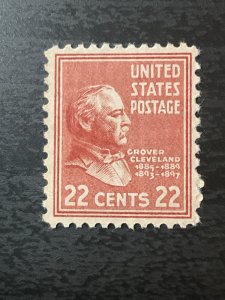 UNITED
STATES
POSTAGE
GROVER
CLEVELAND
1885-1889
1893-1897
22 CENTS 22